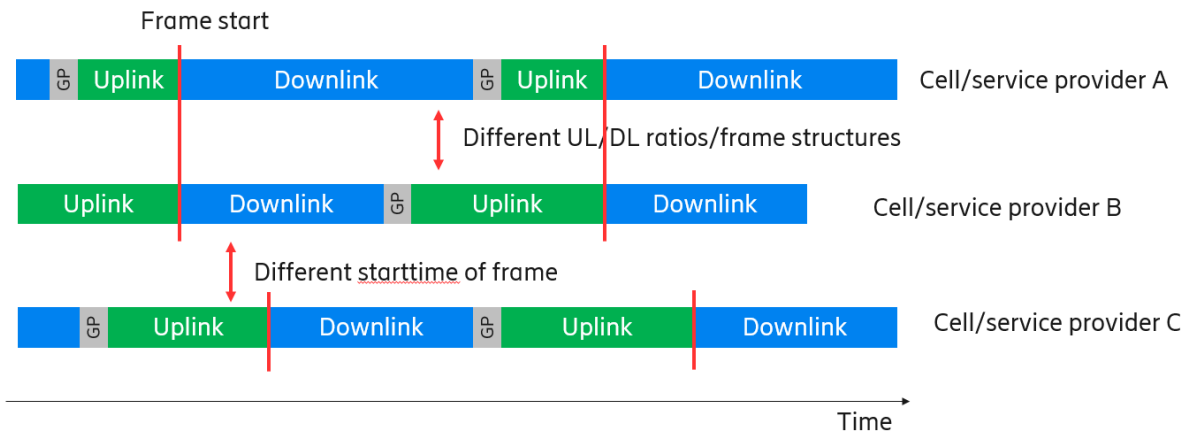 Frame start
GP Uplink Downlink GP Uplink Downlink Cell/service provider A
Different UL/DL ratios/frame structures
Uplink Downlink GP Uplink Downlink Cell/service provider B
Different starttime of frame
GP Uplink Downlink GP Uplink Downlink Cell/service provider C
Time